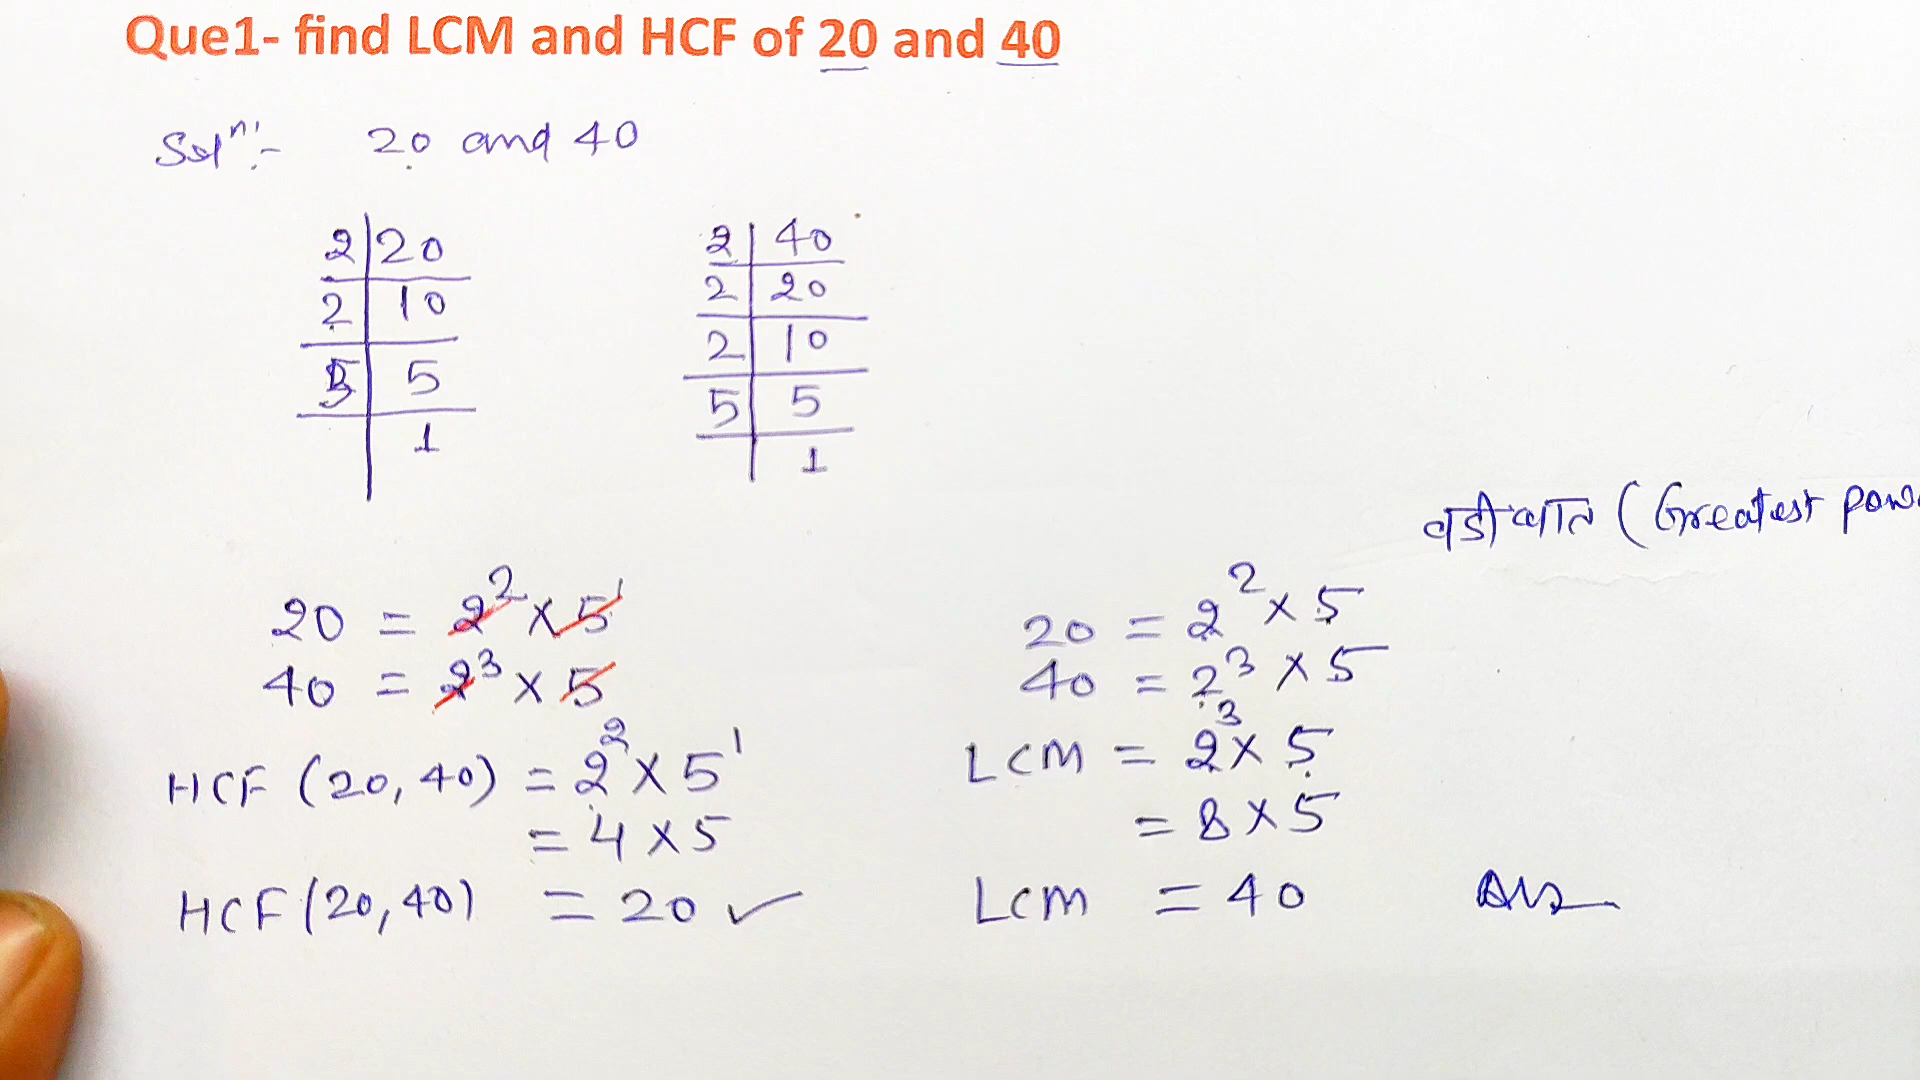 Que1- find LCM and HCF of 20 and 40
Solⁿ:- 20 and 40
2 | 20
2 | 10
5 | 5
1
2 | 40
2 | 20
2 | 10
5 | 5
1
20 = 2² × 5¹
40 = 2³ × 5
HCF (20, 40) = 2² × 5¹
= 4 × 5
HCF (20, 40) = 20 ✓
(Greatest pow
20 = 2² × 5
40 = 2³ × 5
LCM = 2³ × 5
= 8 × 5
LCM = 40 Ans